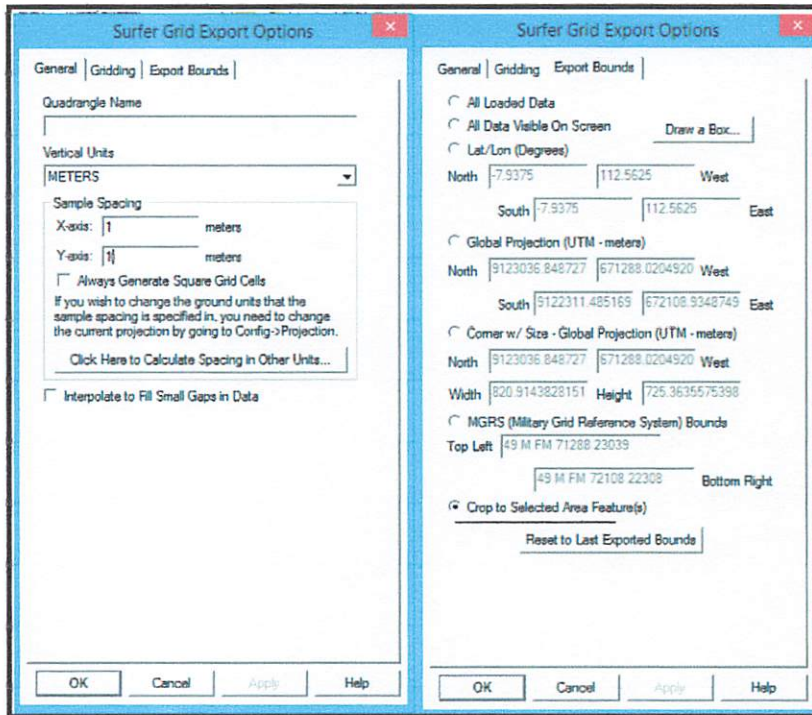 Surfer Grid Export Options
General Gridding Export Bounds
Quadrangle Name
Vertical Units
METERS
Sample Spacing
X-axis: 1 meters
Y-axis: 1 meters
Always Generate Square Grid Cells
If you wish to change the ground units that the
sample spacing is specified in, you need to change
the current projection by going to Config->Projection.
Click Here to Calculate Spacing in Other Units...
Interpolate to Fill Small Gaps in Data
OK Cancel Apply Help
Surfer Grid Export Options
General Gridding Export Bounds
All Loaded Data
All Data Visible On Screen Draw a Box...
Lat/Lon (Degrees)
North -7.9375 112.5625 West
South -7.9375 112.5625 East
Global Projection (UTM - meters)
North 9123036.848727 671288.0204920 West
South 9122311.485169 672108.9348749 East
Corner w/ Size - Global Projection (UTM - meters)
North 9123036.848727 671288.0204920 West
Width 820.9143828151 Height 725.3635575398
MGRS (Military Grid Reference System) Bounds
Top Left 49 M FM 71288 23039
49 M FM 72108 22308 Bottom Right
Crop to Selected Area Feature(s)
Reset to Last Exported Bounds
OK Cancel Apply Help